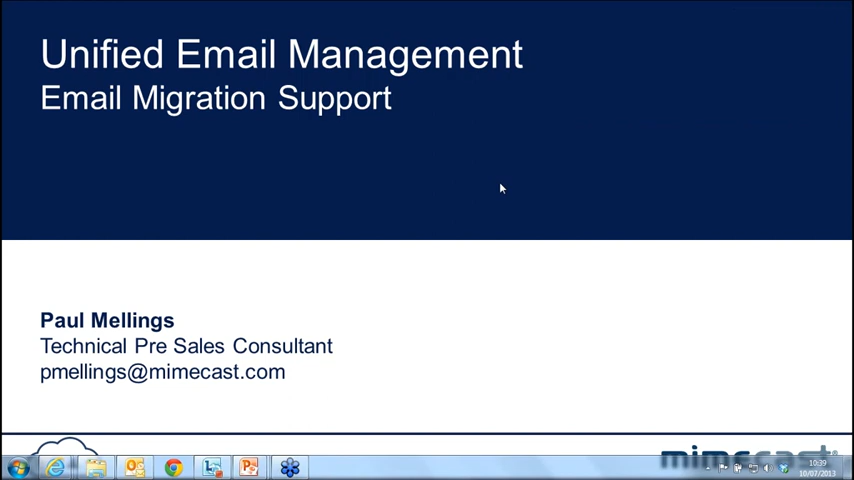 Unified Email Management
Email Migration Support
Paul Mellings
Technical Pre Sales Consultant
pmellings@mimecast.com
mimecast
10:39
10/07/2013